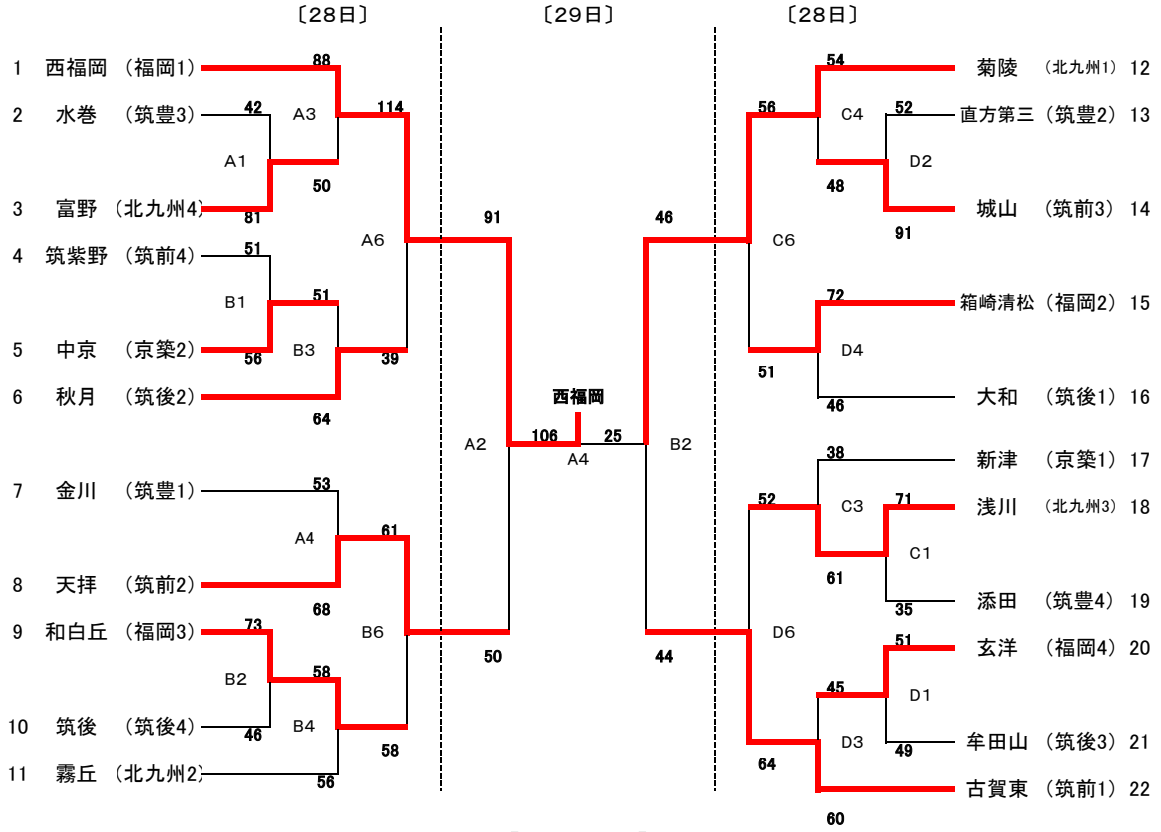 〔28日〕 〔29日〕 〔28日〕
88 54
1 西福岡 (福岡1) 菊陵 (北九州1) 12
42 114 56 52
2 水巻 (筑豊3) A3 C4 直方第三 (筑豊2) 13
A1 D2
50 48
3 富野 (北九州4) 城山 (筑前3) 14
81 91 46 91
A6 C6
51
4 筑紫野 (筑前4)
B1 51 72 箱崎清松 (福岡2) 15
5 中京 (京築2) B3 D4
56 39 51
6 秋月 (筑後2) 西福岡 大和 (筑後1) 16
64 46
A2 106 25 B2
A4
38 新津 (京築1) 17
7 金川 (筑豊1) 53
52 C3 71 浅川 (北九州3) 18
A4 61 C1
8 天拝 (筑前2) 61
68 35 添田 (筑豊4) 19
9 和白丘 (福岡3) 73 B6 D6
50 44 51 玄洋 (福岡4) 20
B2 58 45 D1
10 筑後 (筑後4) B4 D3 牟田山 (筑後3) 21
46 58 64 49
11 霧丘 (北九州2) 56 古賀東 (筑前1) 22
60